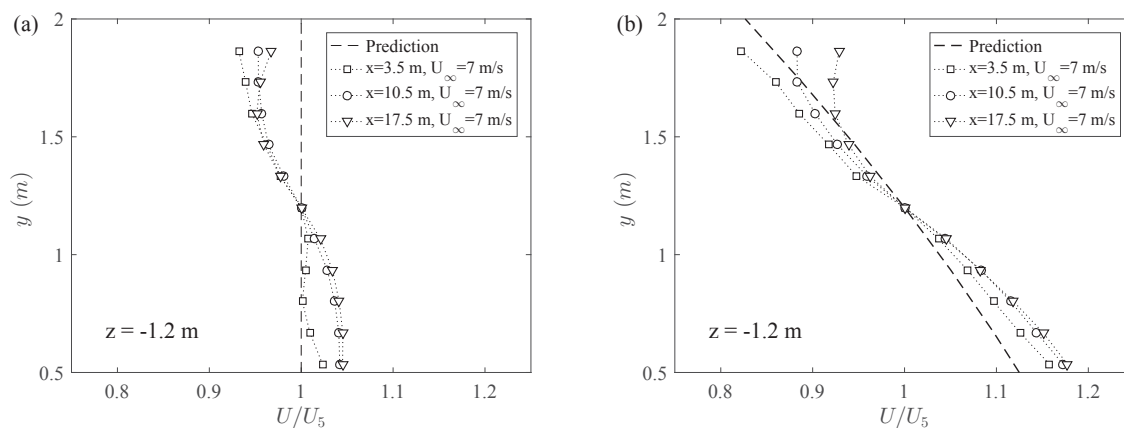 (a)
2
1.5
1
0.5
y (m)
0.8
0.9
1
1.1
1.2
U/U₅
Prediction
x=3.5 m, U∞=7 m/s
x=10.5 m, U∞=7 m/s
x=17.5 m, U∞=7 m/s
z = -1.2 m
(b)
2
1.5
1
0.5
y (m)
0.8
0.9
1
1.1
1.2
U/U₅
Prediction
x=3.5 m, U∞=7 m/s
x=10.5 m, U∞=7 m/s
x=17.5 m, U∞=7 m/s
z = -1.2 m